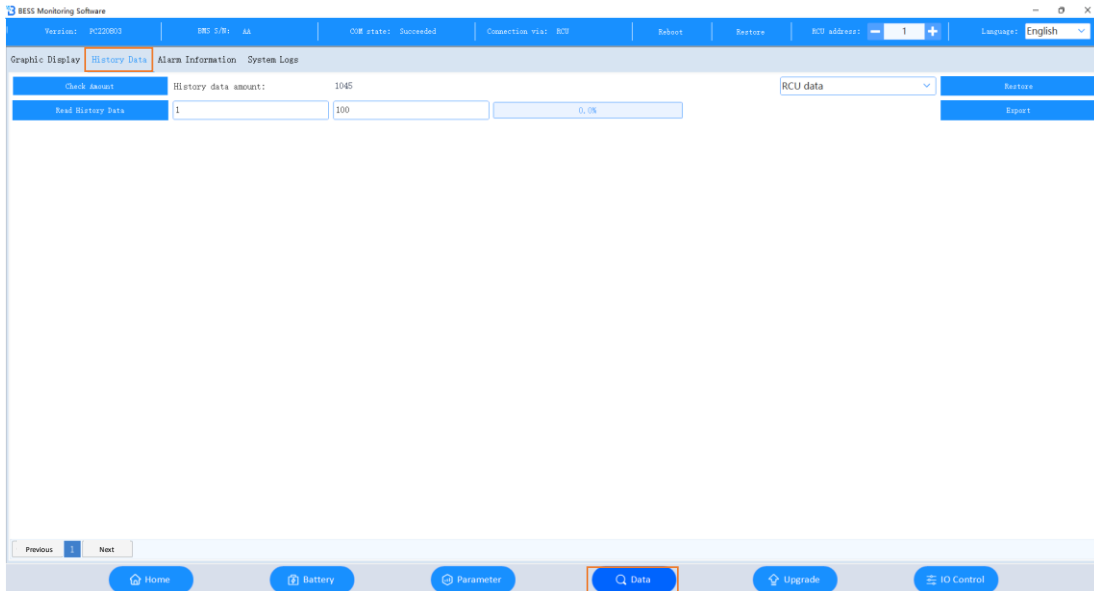 BESS Monitoring Software
Version: PC220B03 BMS S/N: AA COM state: Succeeded Connection via: RCU Reboot Restore RCU address: 1 Language: English
Graphic Display History Data Alarm Information System Logs
Check Amount History data amount: 1045 RCU data Restore
Read History Data 1 100 0.0% Export
Previous 1 Next
Home Battery Parameter Data Upgrade IO Control